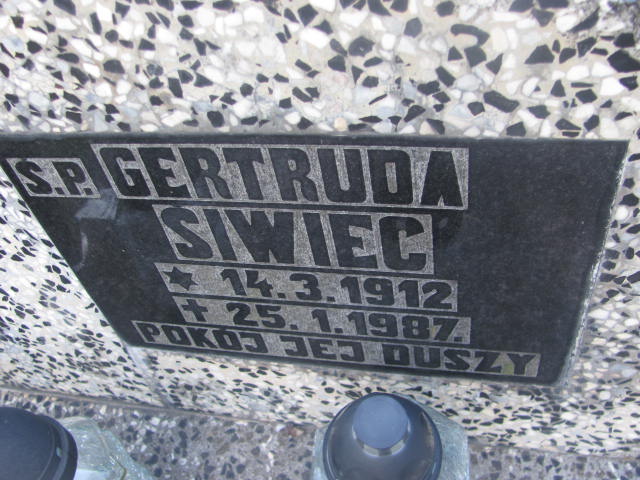 S.P. GERTRUDA
SIWIEC
✶ 14.3.1912
✝ 25.1.1987.
POKÓJ JEJ DUSZY